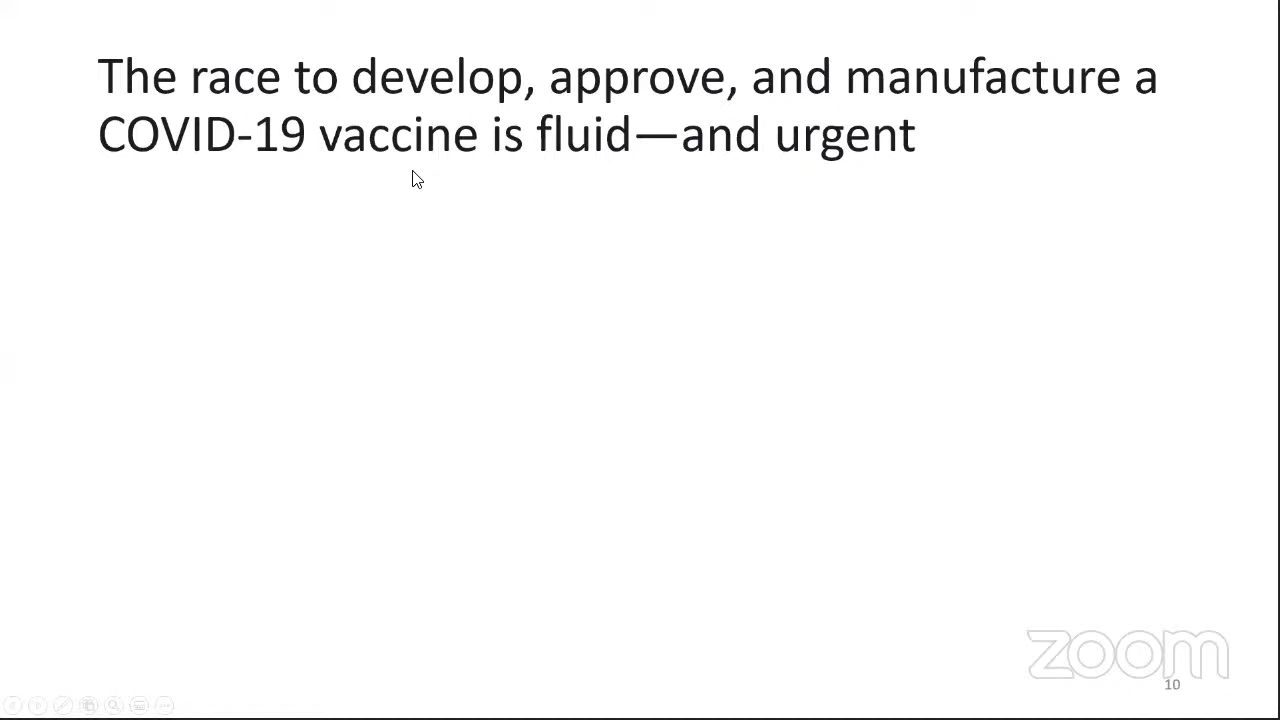 The race to develop, approve, and manufacture a
COVID-19 vaccine is fluid—and urgent
zoom
10